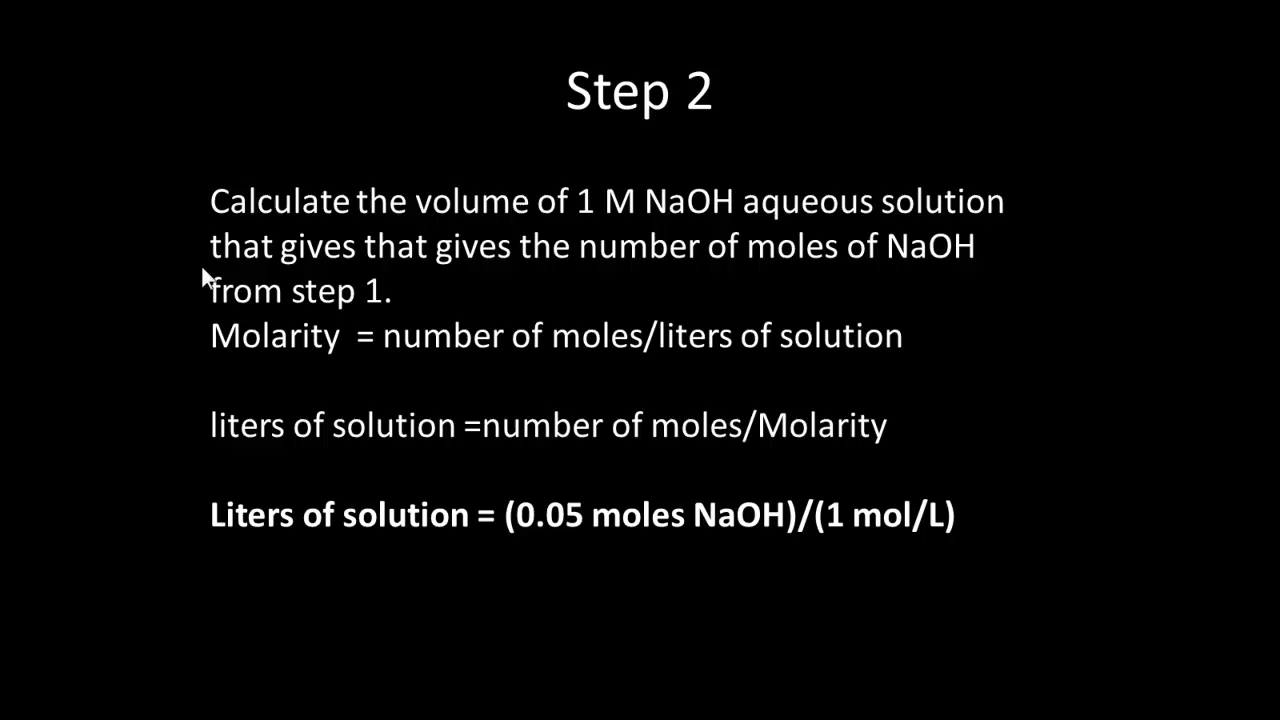 Step 2
Calculate the volume of 1 M NaOH aqueous solution
that gives that gives the number of moles of NaOH
from step 1.
Molarity  = number of moles/liters of solution
liters of solution =number of moles/Molarity
Liters of solution = (0.05 moles NaOH)/(1 mol/L)